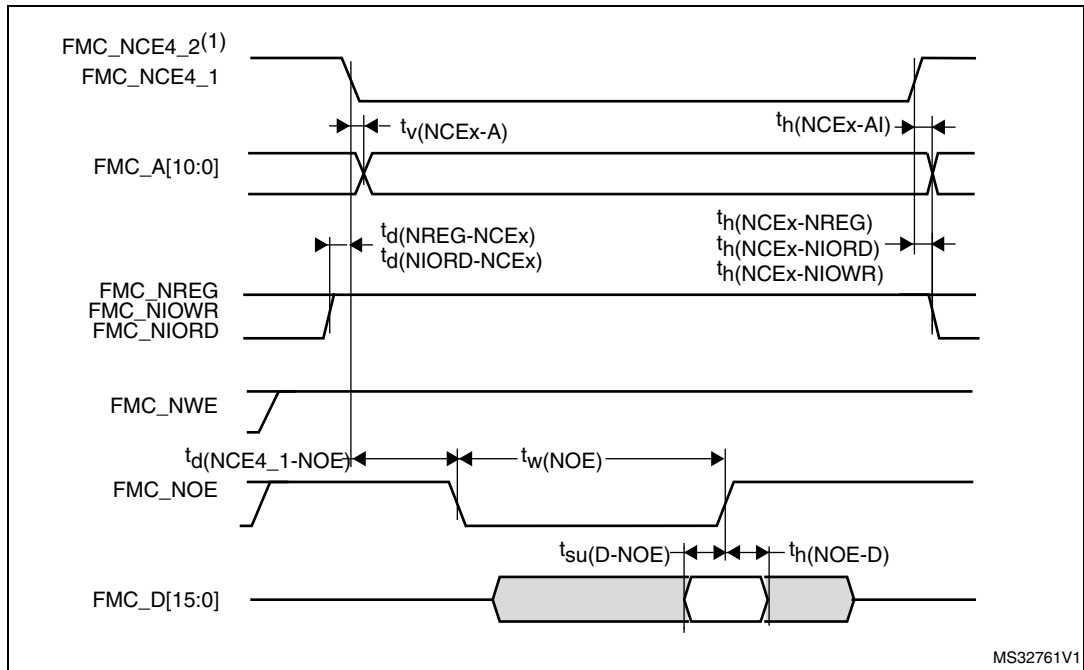 FMC_NCE4_2(1)
FMC_NCE4_1
tv(NCEx-A)
th(NCEx-AI)
FMC_A[10:0]
td(NREG-NCEx)
td(NIORD-NCEx)
th(NCEx-NREG)
th(NCEx-NIORD)
th(NCEx-NIOWR)
FMC_NREG
FMC_NIOWR
FMC_NIORD
FMC_NWE
td(NCE4_1-NOE)
tw(NOE)
FMC_NOE
tsu(D-NOE)
th(NOE-D)
FMC_D[15:0]
MS32761V1